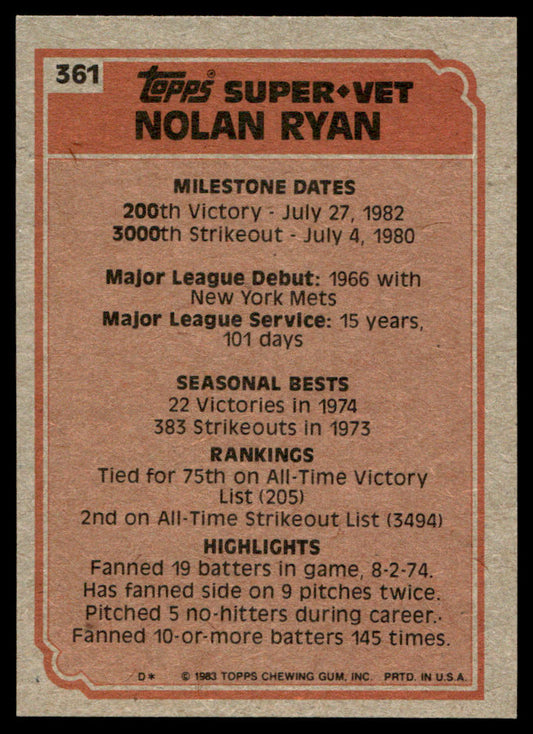 361
Topps® SUPER♦VET
NOLAN RYAN
MILESTONE DATES
200th Victory - July 27, 1982
3000th Strikeout - July 4, 1980
Major League Debut: 1966 with
New York Mets
Major League Service: 15 years,
101 days
SEASONAL BESTS
22 Victories in 1974
383 Strikeouts in 1973
RANKINGS
Tied for 75th on All-Time Victory
List (205)
2nd on All-Time Strikeout List (3494)
HIGHLIGHTS
Fanned 19 batters in game, 8-2-74.
Has fanned side on 9 pitches twice.
Pitched 5 no-hitters during career.
Fanned 10-or-more batters 145 times.
D* © 1983 TOPPS CHEWING GUM, INC. PRTD. IN U.S.A.